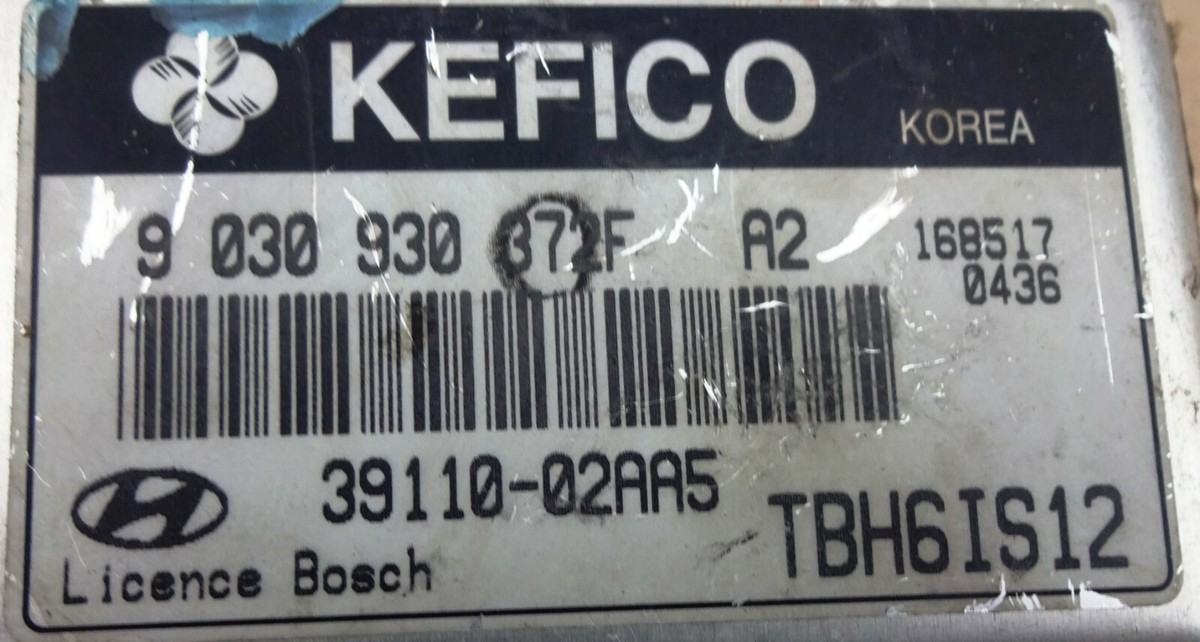 KEFICO KOREA
9 030 930 372F A2 168517
0436
39110-02AA5
TBH6IS12
Licence Bosch